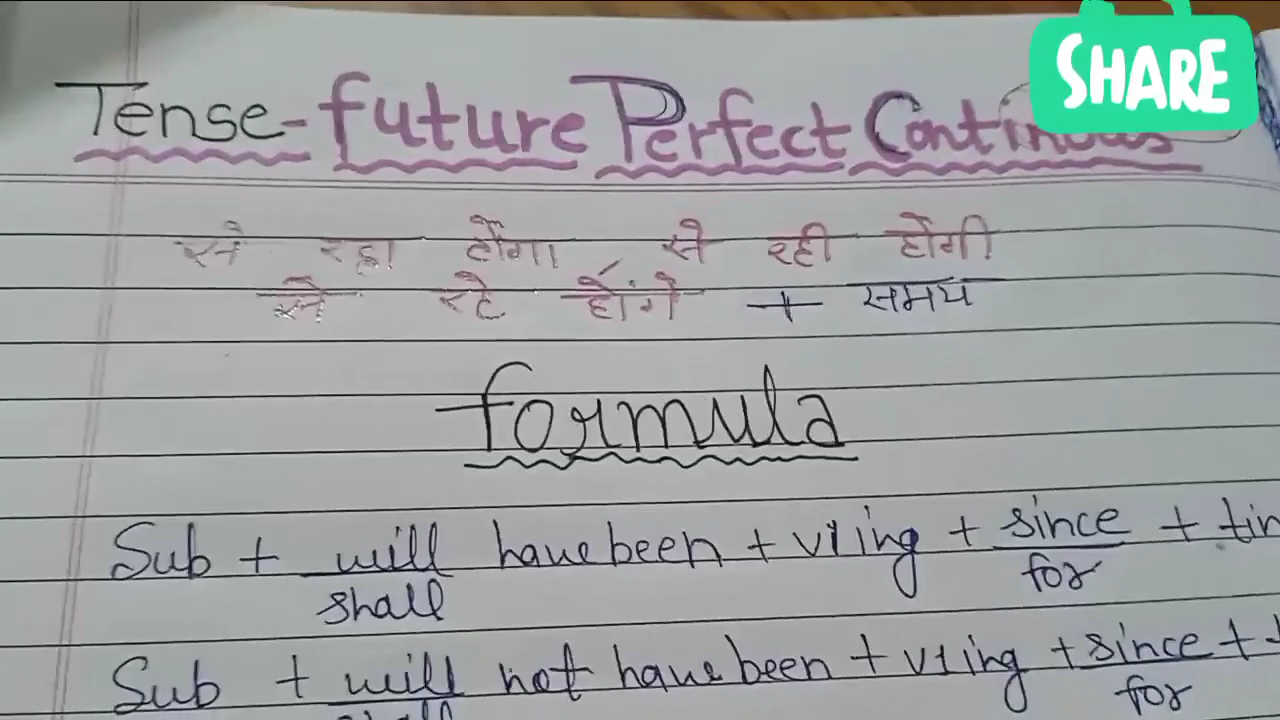 SHARE
Tense - future Perfect Continuous
से रहा होंगा से रही होंगी
से रहे होंगे + समय
formula
Sub + will have been + v1 ing + since + tim
shall for
Sub + will not have been + v1 ing + since +
shall for